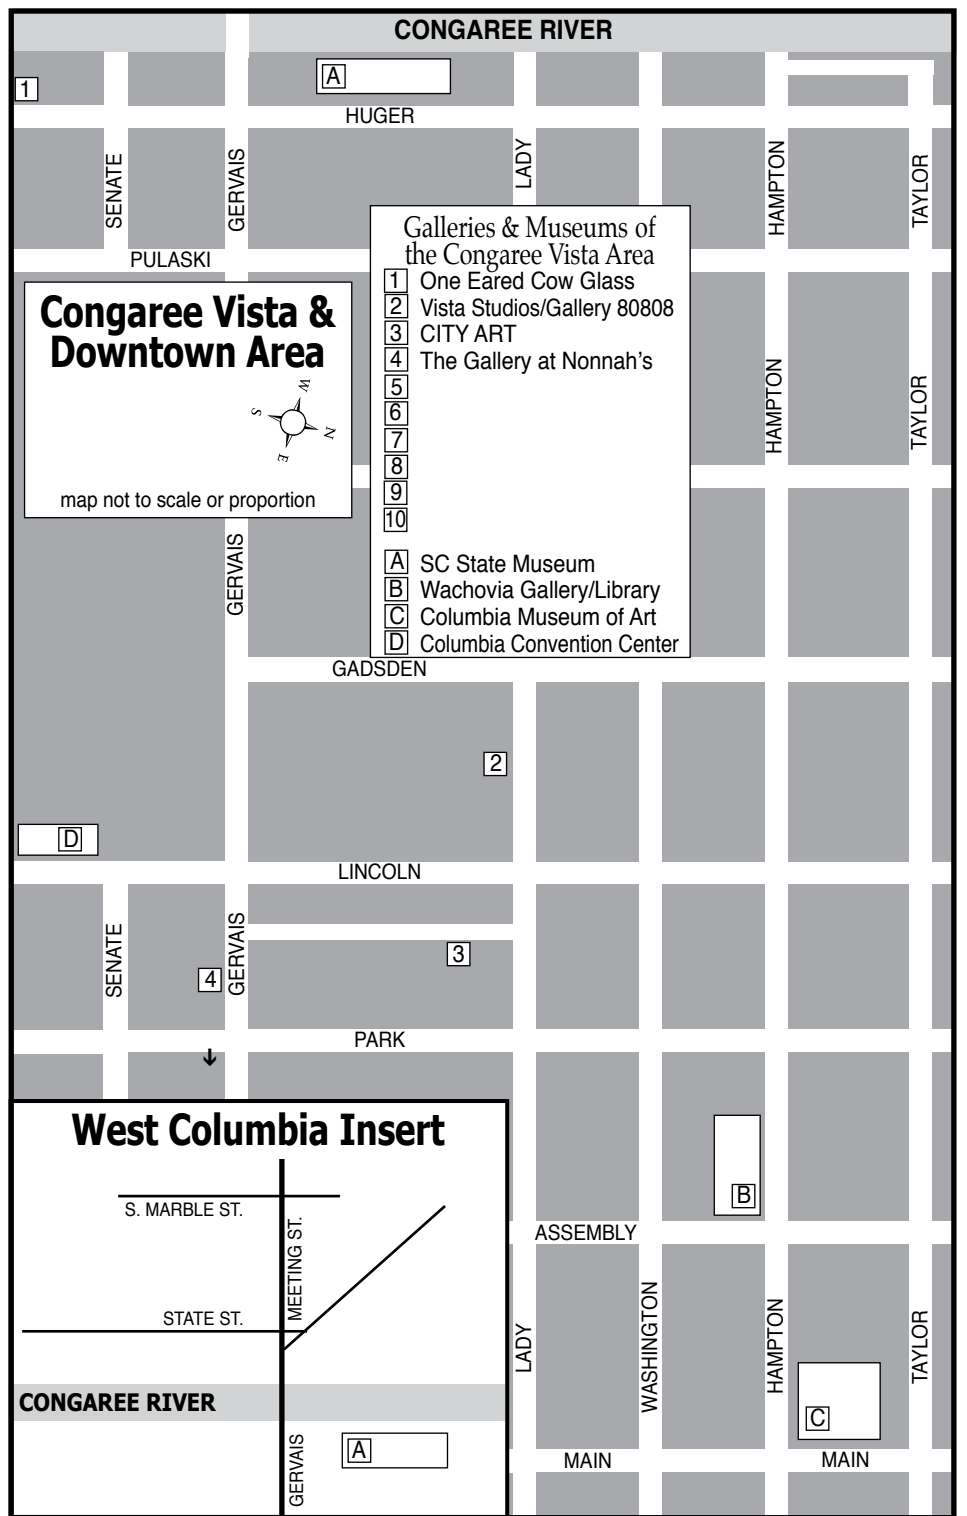 CONGAREE RIVER
A
1
HUGER
SENATE
GERVAIS
LADY
HAMPTON
TAYLOR
PULASKI
Galleries & Museums of
the Congaree Vista Area
1 One Eared Cow Glass
2 Vista Studios/Gallery 80808
3 CITY ART
4 The Gallery at Nonnah’s
5
6
7
8
9
10
A SC State Museum
B Wachovia Gallery/Library
C Columbia Museum of Art
D Columbia Convention Center
Congaree Vista &
Downtown Area
W
S
N
E
map not to scale or proportion
HAMPTON
TAYLOR
GERVAIS
GADSDEN
2
D
LINCOLN
SENATE
GERVAIS
3
4
PARK
West Columbia Insert
S. MARBLE ST.
MEETING ST.
STATE ST.
CONGAREE RIVER
GERVAIS
A
B
ASSEMBLY
LADY
WASHINGTON
HAMPTON
TAYLOR
C
MAIN
MAIN